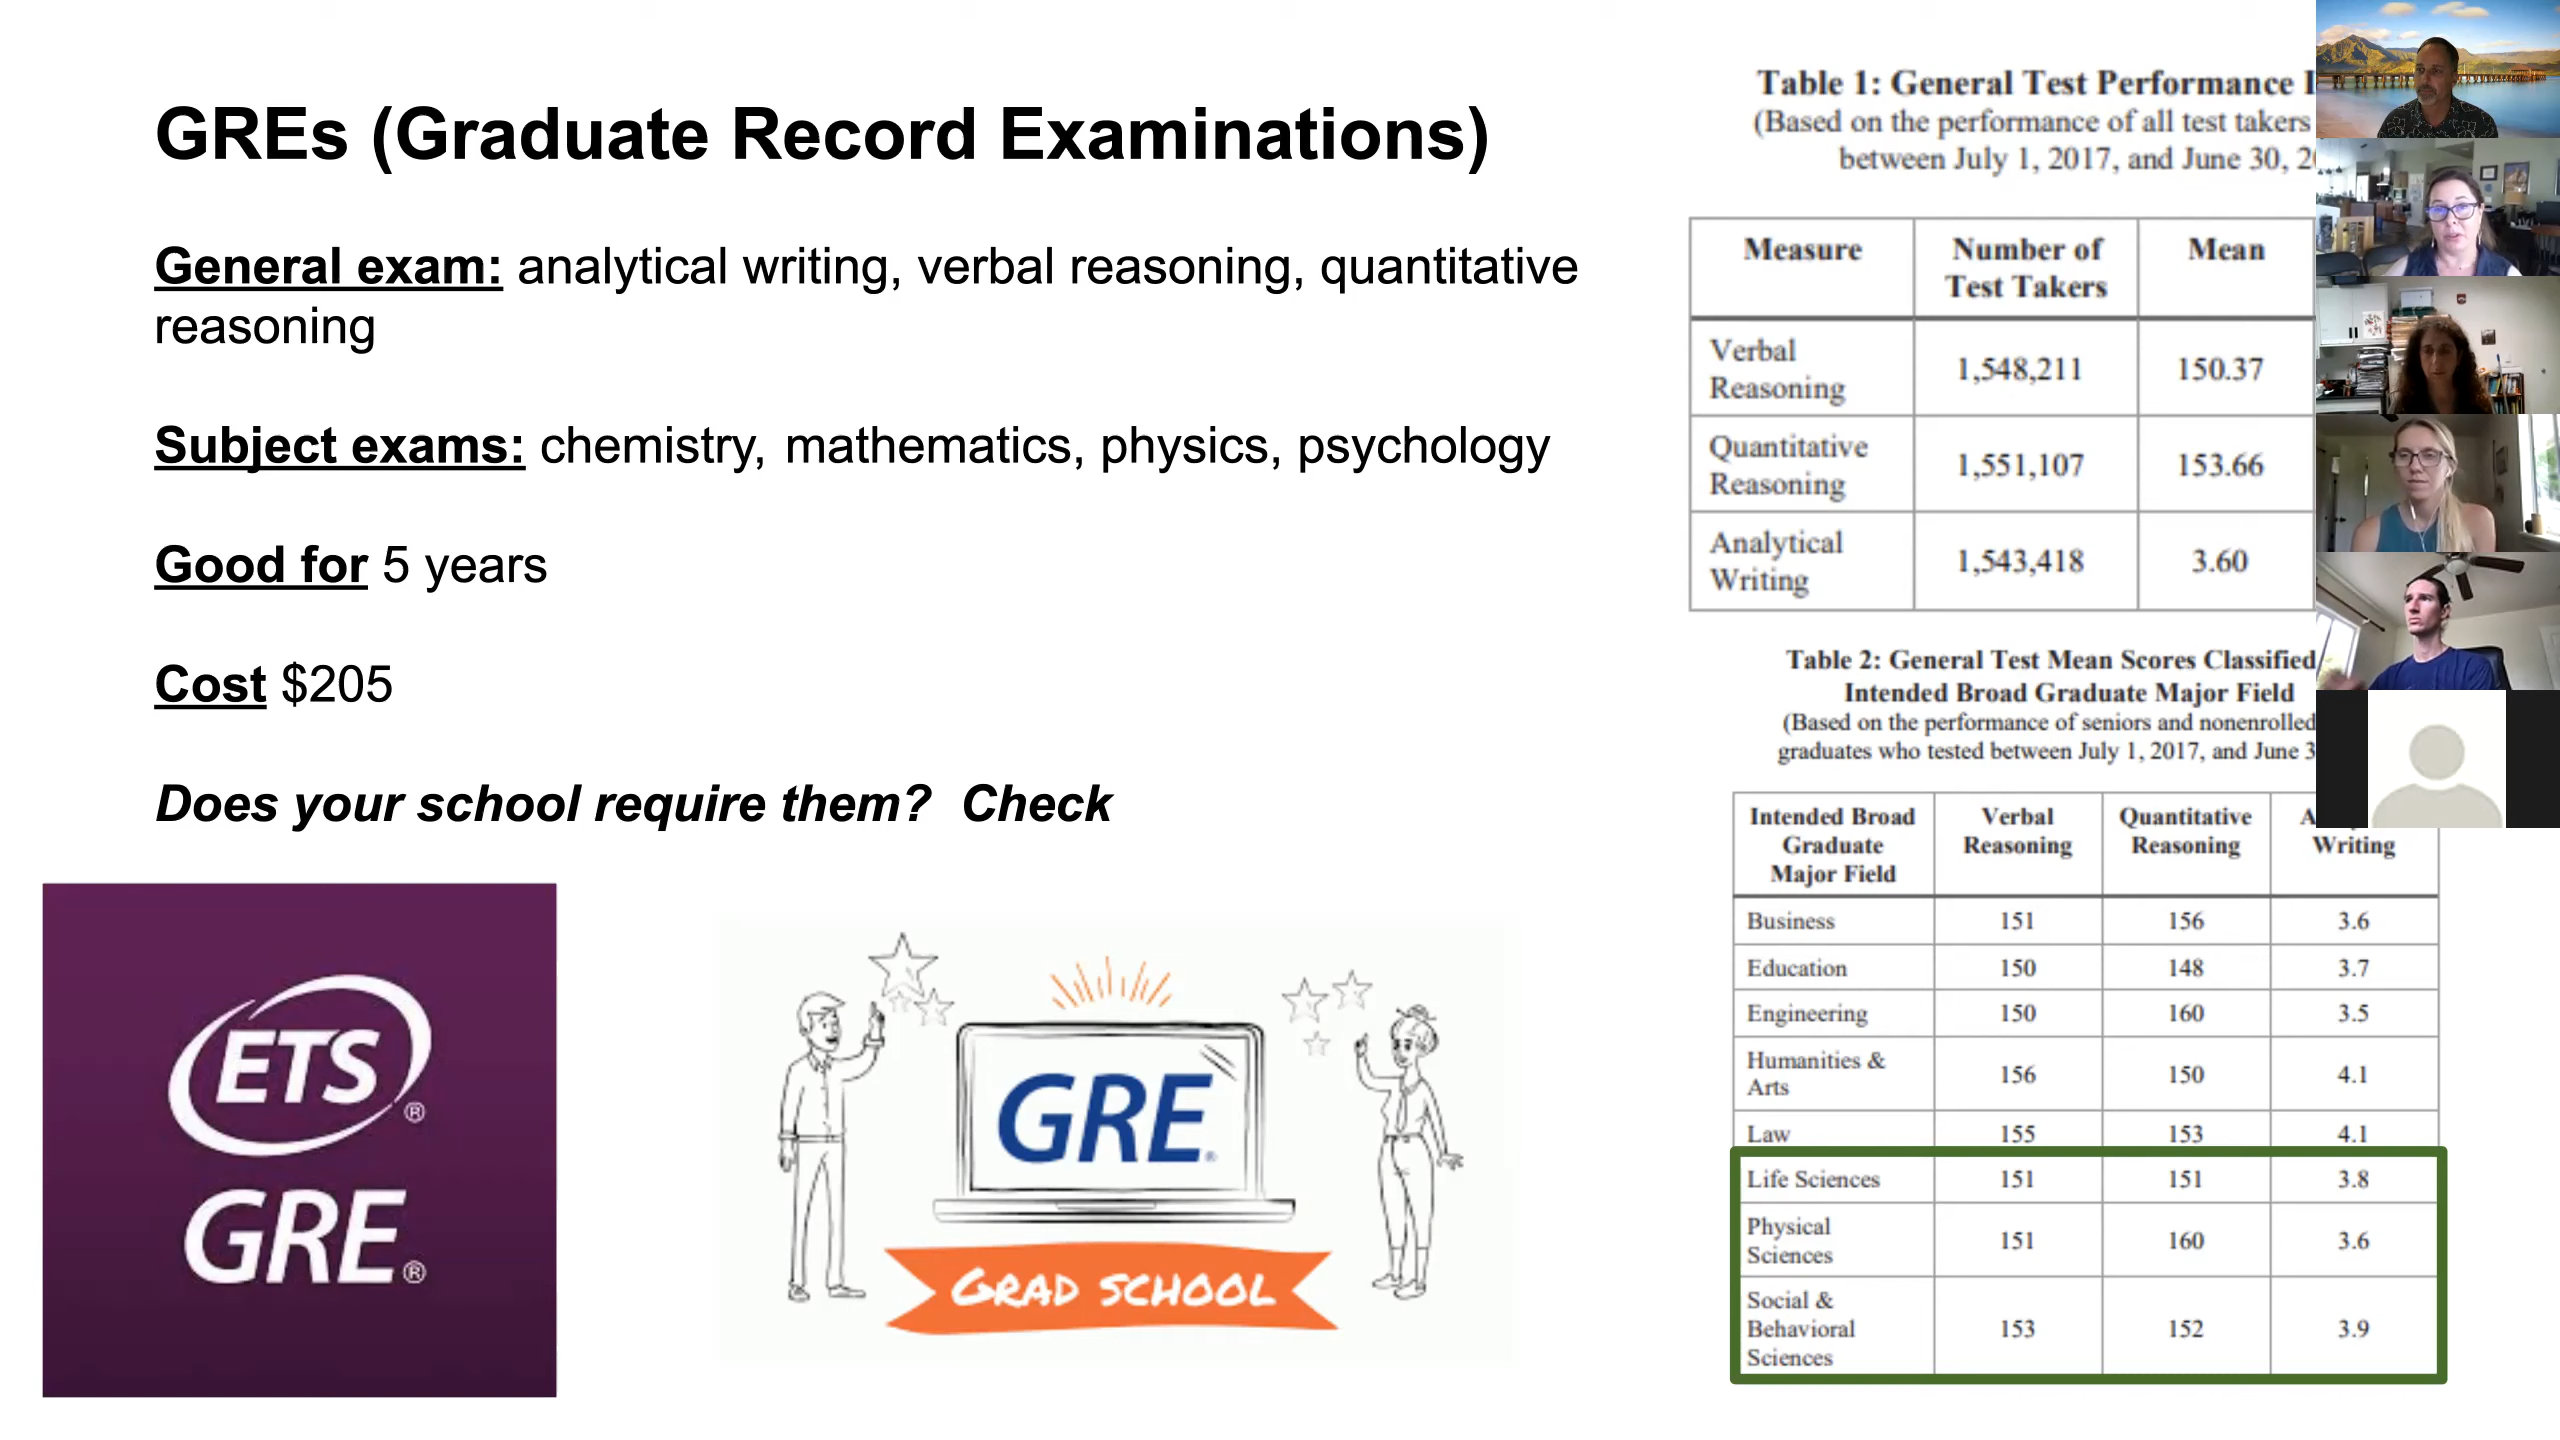 GREs (Graduate Record Examinations)
General exam: analytical writing, verbal reasoning, quantitative
reasoning
Subject exams: chemistry, mathematics, physics, psychology
Good for 5 years
Cost $205
Does your school require them? Check
ETS®
GRE®
GRE®
GRAD SCHOOL
Table 1: General Test Performance
(Based on the performance of all test takers
between July 1, 2017, and June 30,
Measure Number of Test Takers Mean
Verbal Reasoning 1,548,211 150.37
Quantitative Reasoning 1,551,107 153.66
Analytical Writing 1,543,418 3.60
Table 2: General Test Mean Scores Classified
Intended Broad Graduate Major Field
(Based on the performance of seniors and nonenrolled
graduates who tested between July 1, 2017, and June
Intended Broad Graduate Major Field Verbal Reasoning Quantitative Reasoning Writing
Business 151 156 3.6
Education 150 148 3.7
Engineering 150 160 3.5
Humanities & Arts 156 150 4.1
Law 155 153 4.1
Life Sciences 151 151 3.8
Physical Sciences 151 160 3.6
Social & Behavioral Sciences 153 152 3.9